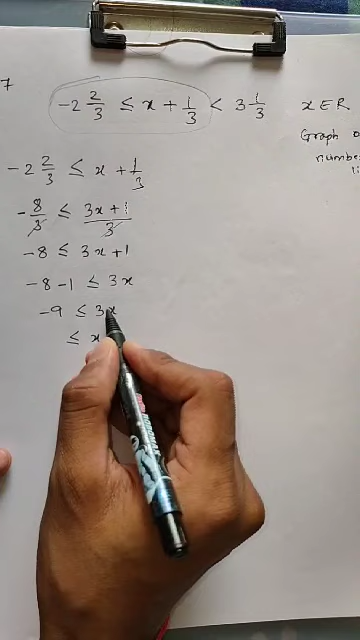 7
-2 2/3 ≤ x + 1/3 < 3 1/3 x ∈ R
Graph
number
-2 2/3 ≤ x + 1/3
-8/3 ≤ 3x + 1/3
-8 ≤ 3x + 1
-8 - 1 ≤ 3x
-9 ≤ 3x
≤ x